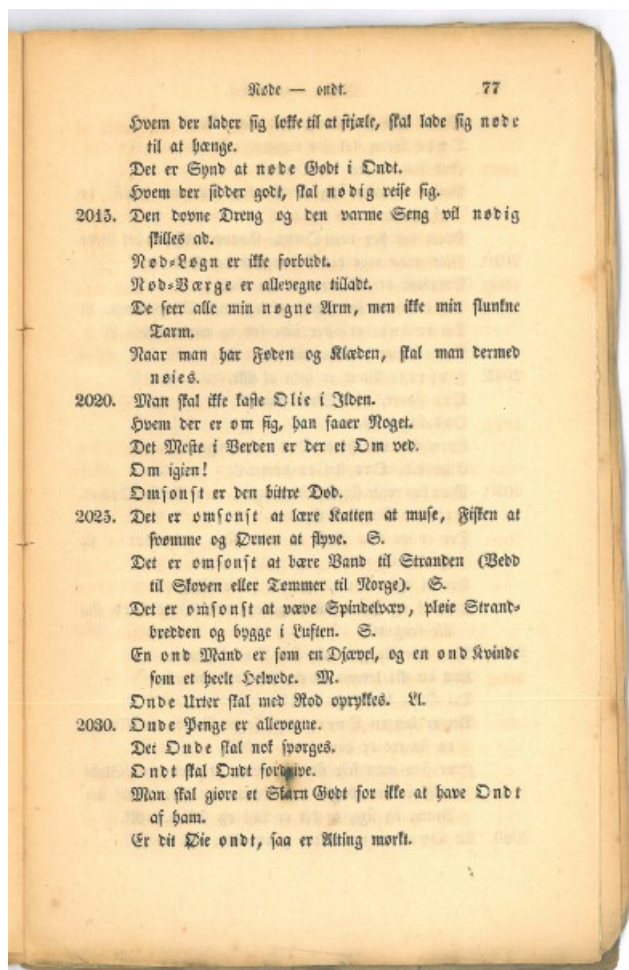 Nøde — ondt. 77
Hvem der lader sig lokke til at stjæle, skal lade sig nøde
til at hænge.
Det er Synd at nøde Godt i Ondt.
Hvem der sidder godt, skal nødig reise sig.
2015. Den dovne Dreng og den varme Seng vil nødig
skilles ad.
Nød-Løgn er ikke forbudt.
Nød-Værge er allevegne tilladt.
De seer alle min nøgne Arm, men ikke min slunkne
Tarm.
Naar man har Føden og Klæden, skal man dermed
nøies.
2020. Man skal ikke kaste Olie i Ilden.
Hvem der er om sig, han faaer Noget.
Det Meste i Verden er der et Om ved.
Om igien!
Omsonst er den bittre Død.
2025. Det er omsonst at lære Katten at muse, Fisken at
svømme og Ørnen at flyve. S.
Det er omsonst at bære Vand til Stranden (Vedd
til Skoven eller Tømmer til Norge). S.
Det er omsonst at væve Spindelvæv, pleie Strand-
bredden og bygge i Luften. S.
En ond Mand er som en Djævel, og en ond Kvinde
som et heelt Helvede. M.
Onde Urter skal med Rod oprykkes. Ll.
2030. Onde Penge er allevegne.
Det Onde skal nok spørges.
Ondt skal Ondt fordrive.
Man skal giøre et Skarn Godt for ikke at have Ondt
af ham.
Er dit Øie ondt, saa er Alting mørkt.